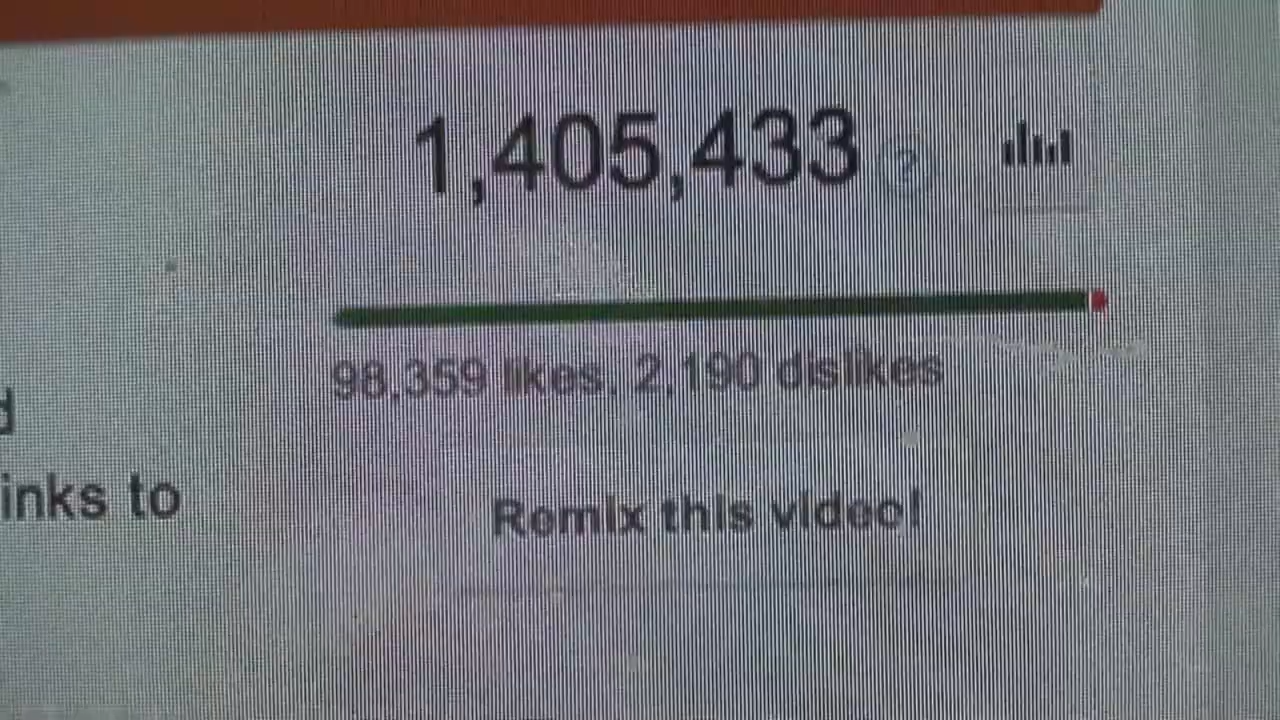 1,405,433 ?
98,359 likes, 2,190 dislikes
d
inks to
Remix this video!